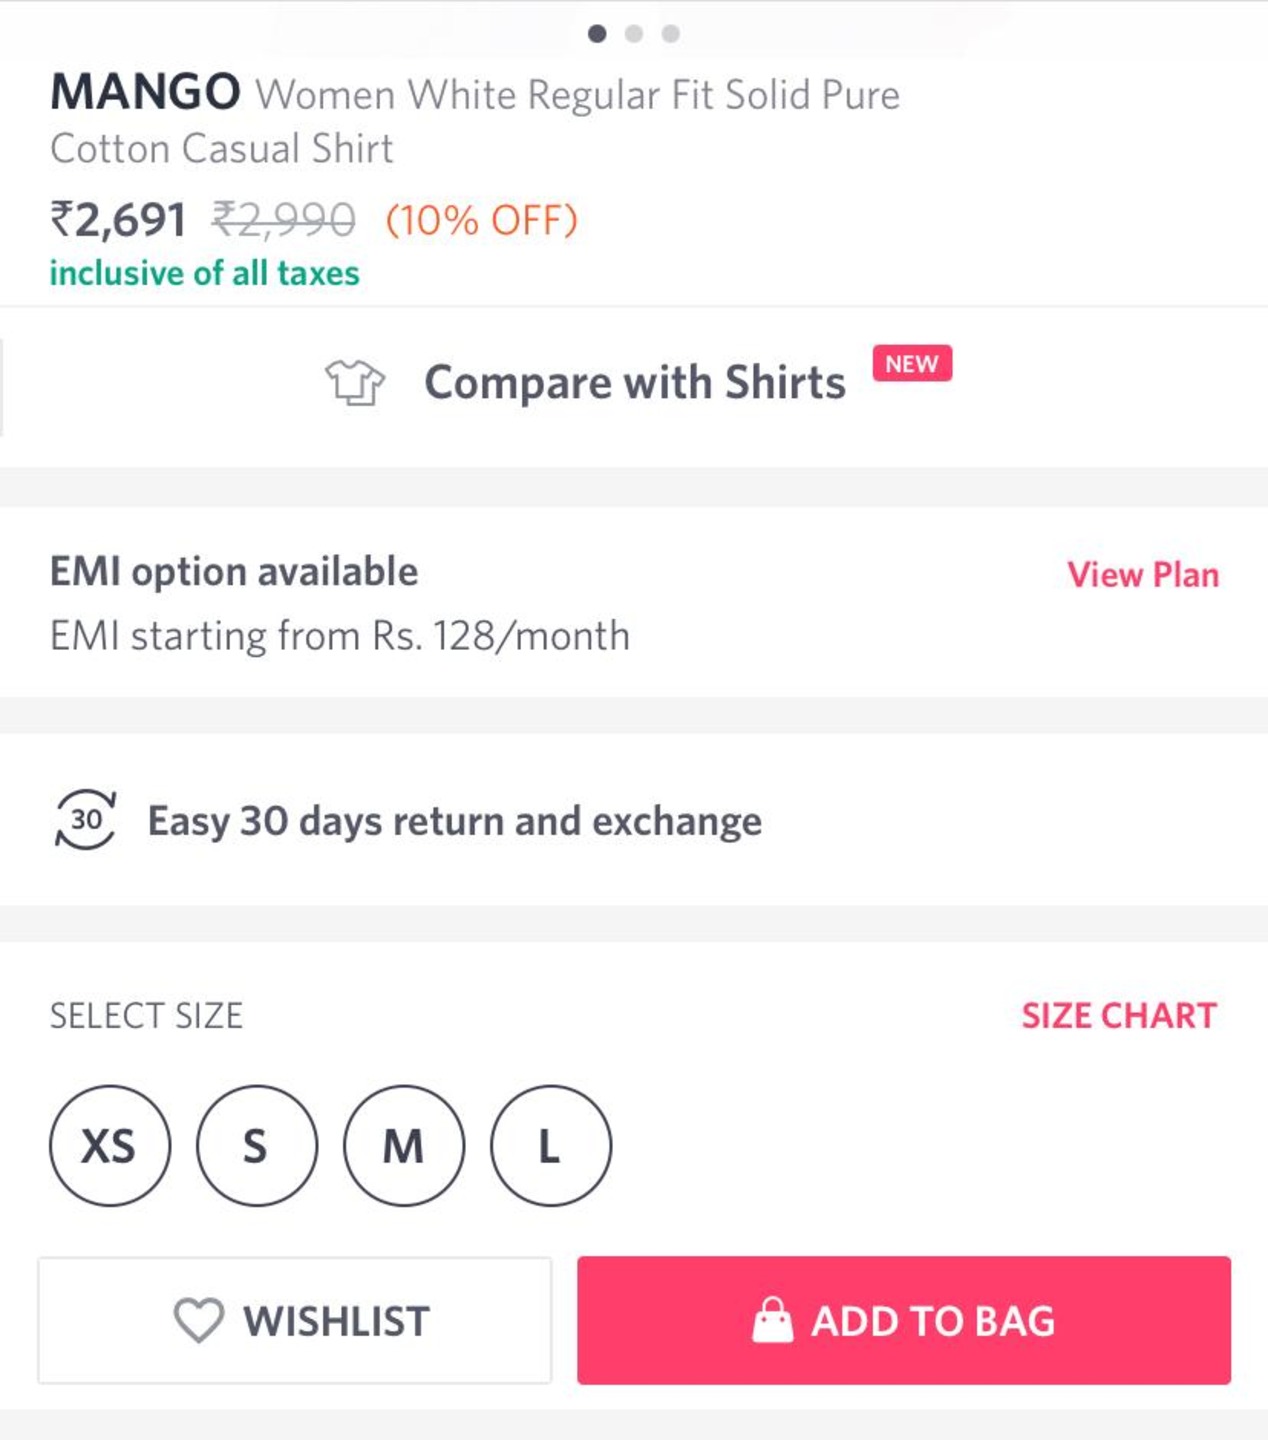 MANGO Women White Regular Fit Solid Pure
Cotton Casual Shirt
₹2,691 ₹2,990 (10% OFF)
inclusive of all taxes
Compare with Shirts NEW
EMI option available View Plan
EMI starting from Rs. 128/month
30 Easy 30 days return and exchange
SELECT SIZE SIZE CHART
XS S M L
WISHLIST ADD TO BAG